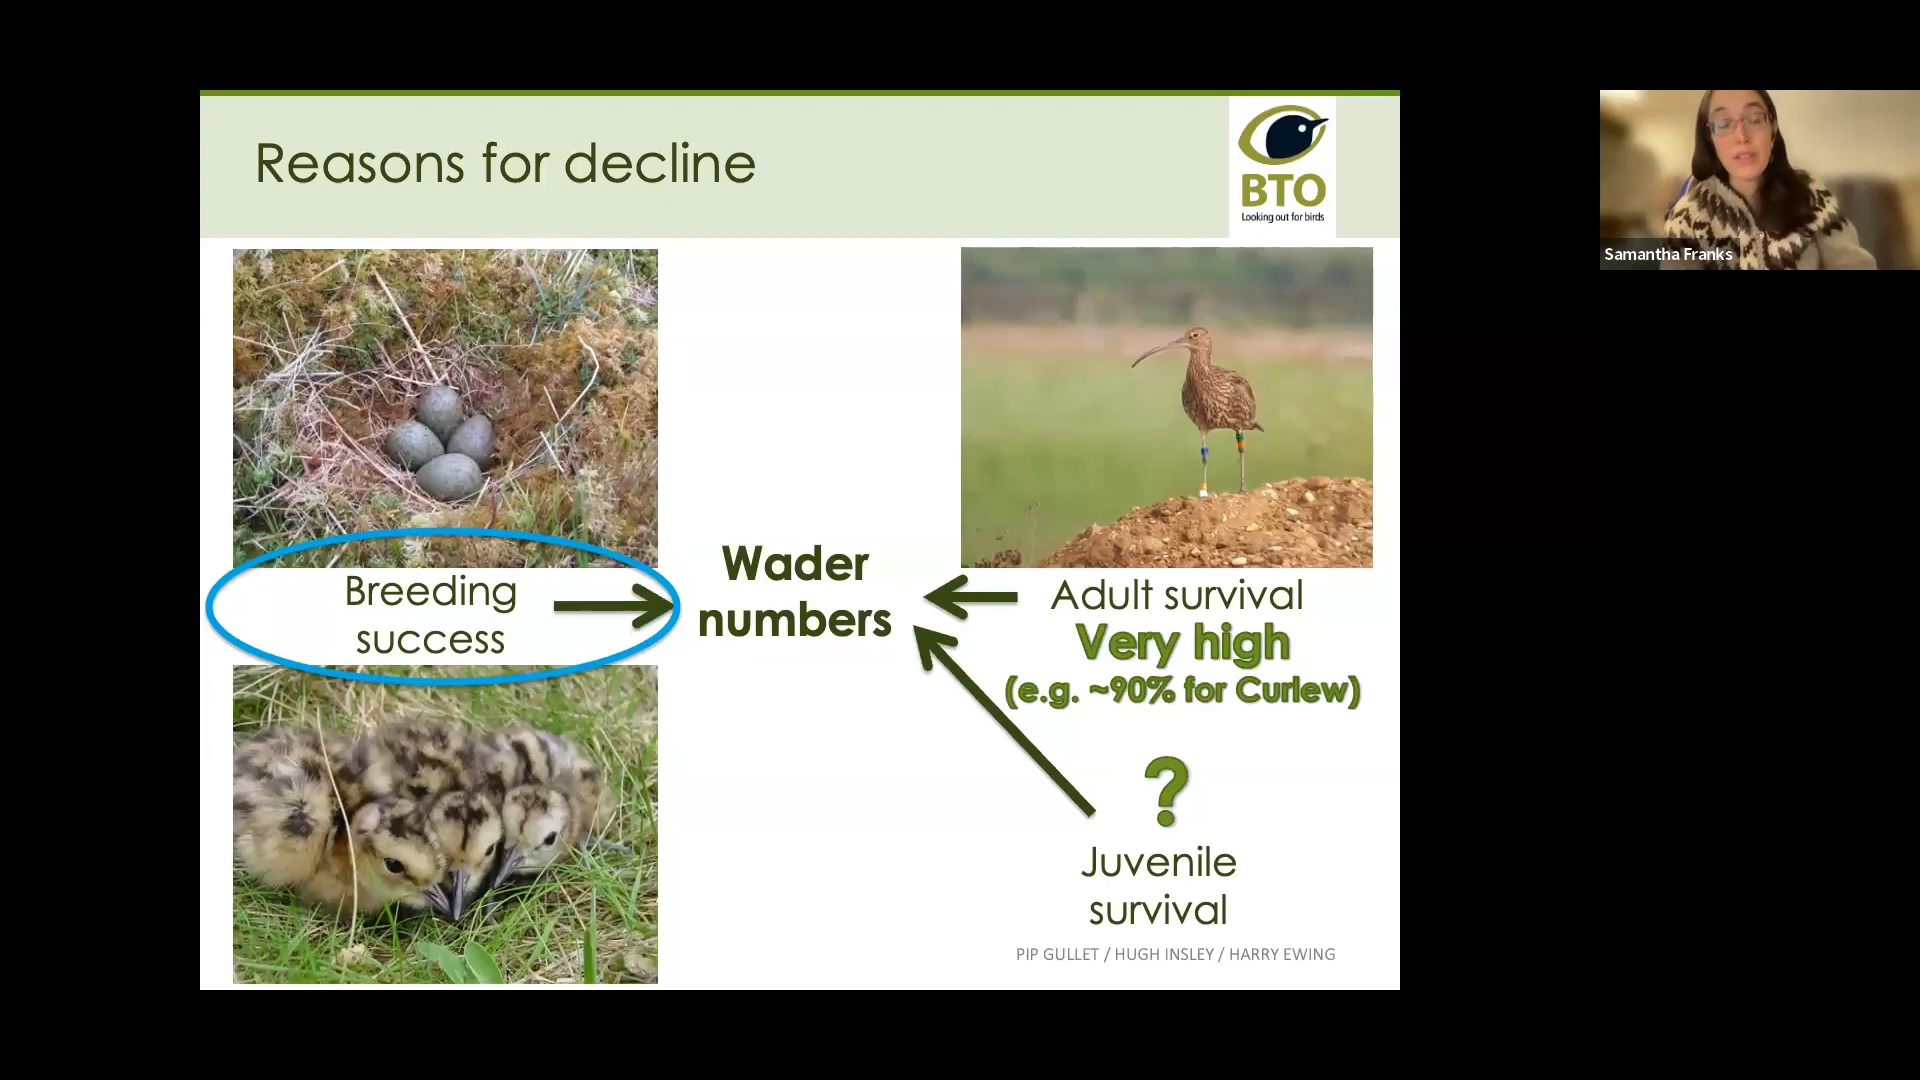 Reasons for decline
BTO
Looking out for birds
Samantha Franks
Breeding
success
Wader
numbers
Adult survival
Very high
(e.g. ~90% for Curlew)
?
Juvenile
survival
PIP GULLET / HUGH INSLEY / HARRY EWING